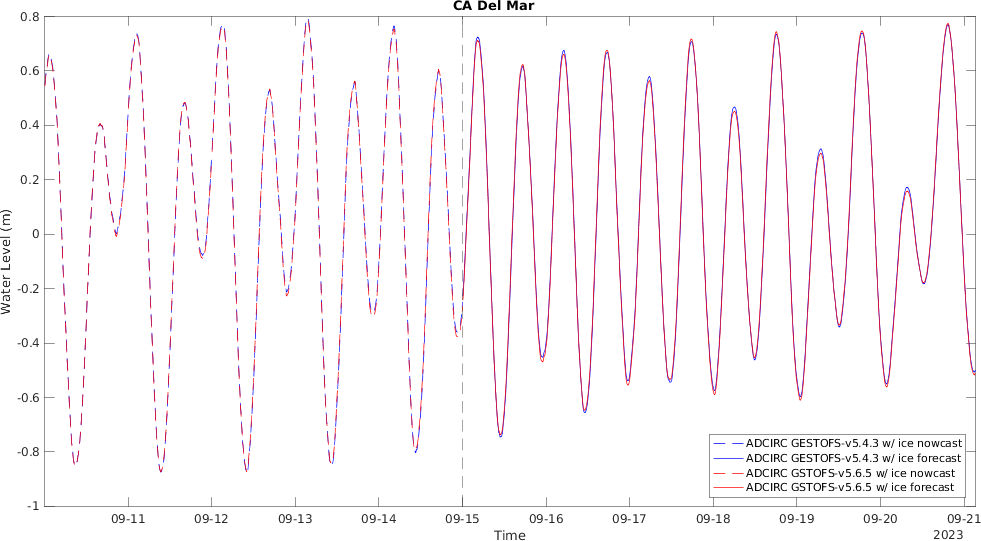 CA Del Mar
0.8
0.6
0.4
0.2
0
-0.2
-0.4
-0.6
-0.8
-1
Water Level (m)
ADCIRC GESTOFS-v5.4.3 w/ ice nowcast
ADCIRC GESTOFS-v5.4.3 w/ ice forecast
ADCIRC GSTOFS-v5.6.5 w/ ice nowcast
ADCIRC GSTOFS-v5.6.5 w/ ice forecast
09-11 09-12 09-13 09-14 09-15 09-16 09-17 09-18 09-19 09-20 09-21
Time
2023